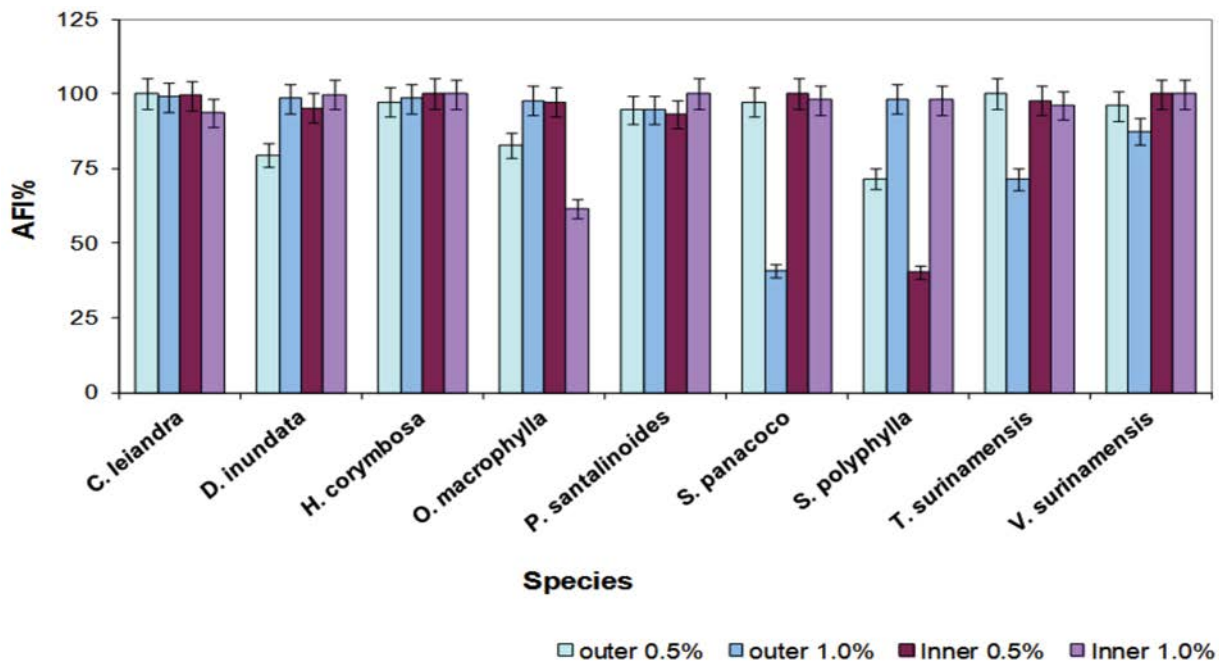 125
100
75
50
25
0
AFI%
C. leiandra
D. inundata
H. corymbosa
O. macrophylla
P. santalinoides
S. panacoco
S. polyphylla
T. surinamensis
V. surinamensis
Species
outer 0.5% outer 1.0% Inner 0.5% Inner 1.0%